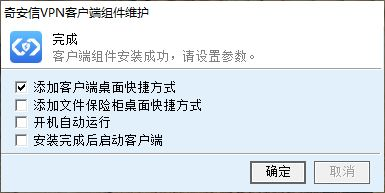 奇安信VPN客户端组件维护
完成
客户端组件安装成功，请设置参数。
添加客户端桌面快捷方式
添加文件保险柜桌面快捷方式
开机自动运行
安装完成后启动客户端
确定
取消